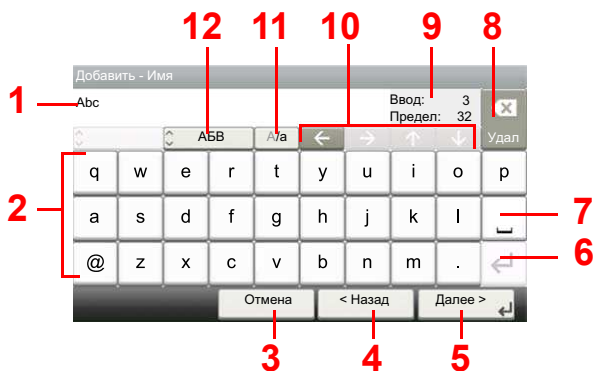 12 11 10 9 8
Добавить - Имя
1 Abc Ввод: 3
Предел: 32
АБВ A/a ← → ↑ ↓ Удал
2 q w e r t y u i o p
a s d f g h j k l 7
@ z x c v b n m . 6
Отмена < Назад Далее >
3 4 5